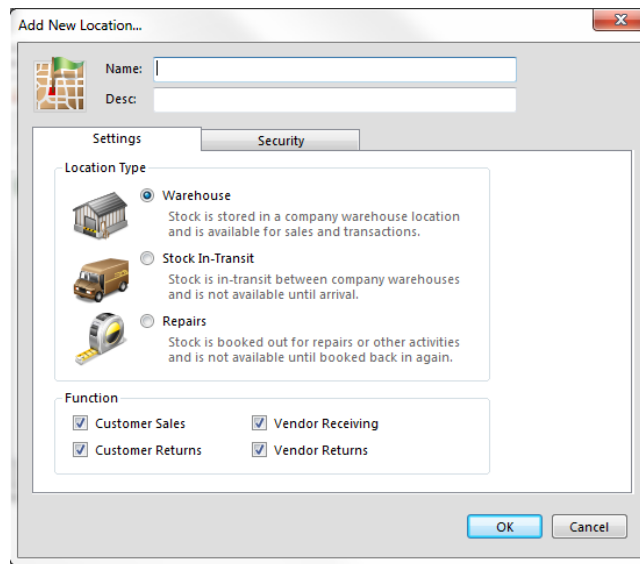 Add New Location...
Name:
Desc:
Settings
Security
Location Type
Warehouse
Stock is stored in a company warehouse location
and is available for sales and transactions.
Stock In-Transit
Stock is in-transit between company warehouses
and is not available until arrival.
Repairs
Stock is booked out for repairs or other activities
and is not available until booked back in again.
Function
Customer Sales
Vendor Receiving
Customer Returns
Vendor Returns
OK
Cancel